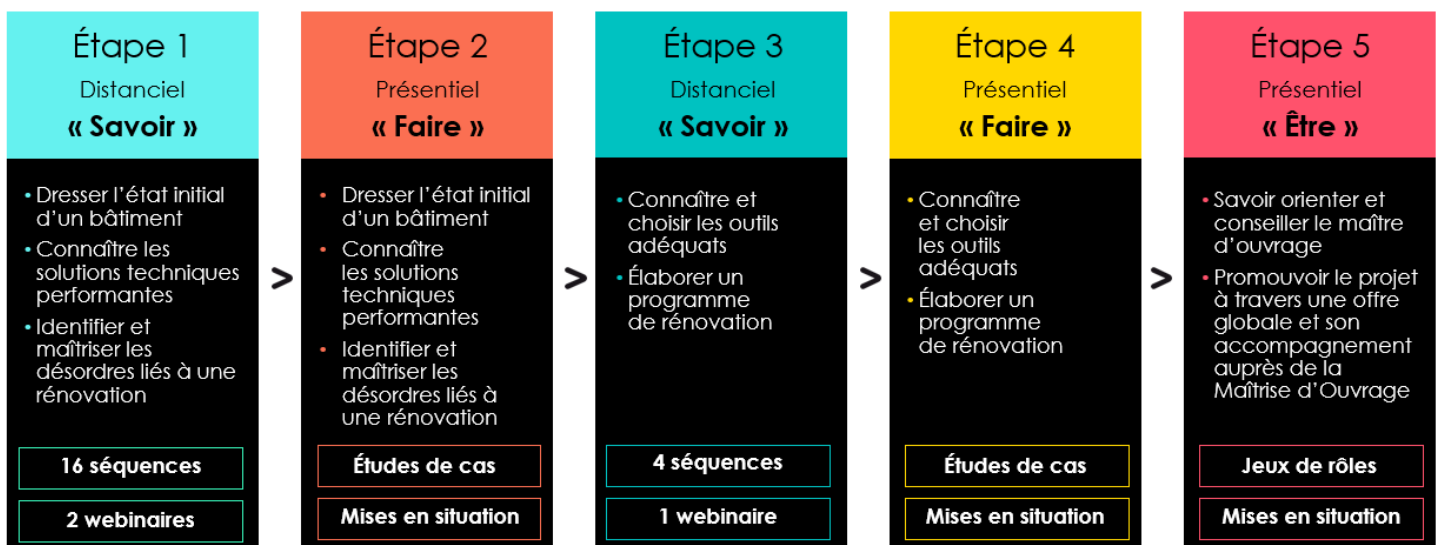 Étape 1
Distanciel
« Savoir »
• Dresser l’état initial
d’un bâtiment
• Connaître les
solutions techniques
performantes
• Identifier et
maîtriser les
désordres liés à une
rénovation
16 séquences
2 webinaires
>
Étape 2
Présentiel
« Faire »
• Dresser l’état initial
d’un bâtiment
• Connaître
les solutions
techniques
performantes
• Identifier et
maîtriser les
désordres liés à
une rénovation
Études de cas
Mises en situation
>
Étape 3
Distanciel
« Savoir »
• Connaître et
choisir les outils
adéquats
• Élaborer un
programme
de rénovation
4 séquences
1 webinaire
>
Étape 4
Présentiel
« Faire »
• Connaître
et choisir
les outils
adéquats
• Élaborer un
programme
de rénovation
Études de cas
Mises en situation
>
Étape 5
Présentiel
« Être »
• Savoir orienter et
conseiller le maître
d’ouvrage
• Promouvoir le projet
à travers une offre
globale et son
accompagnement
auprès de la
Maîtrise d’Ouvrage
Jeux de rôles
Mises en situation